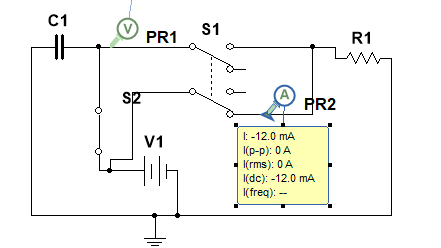 V
C1
PR1
S1
R1
S2
A
PR2
V1
I: -12.0 mA
I(p-p): 0 A
I(rms): 0 A
I(dc): -12.0 mA
I(freq): --